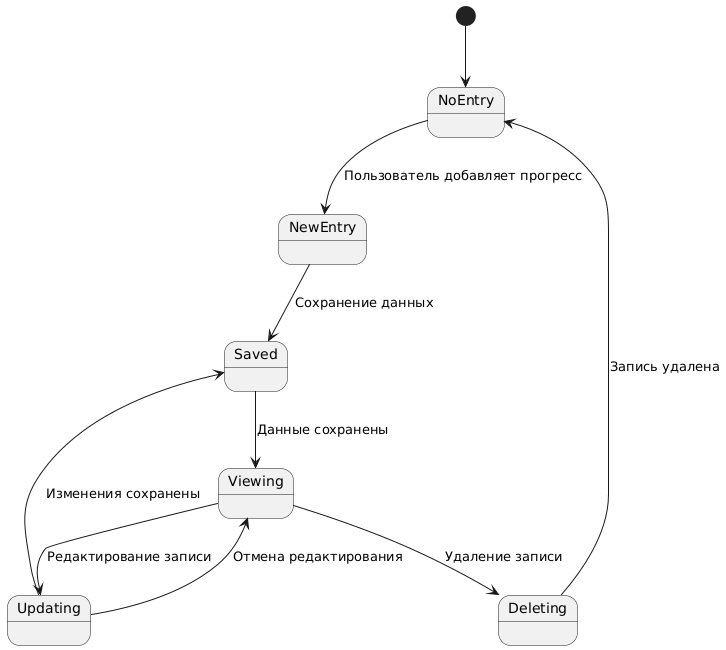 NoEntry
Пользователь добавляет прогресс
NewEntry
Сохранение данных
Saved
Запись удалена
Данные сохранены
Viewing
Изменения сохранены
Редактирование записи
Отмена редактирования
Удаление записи
Updating
Deleting